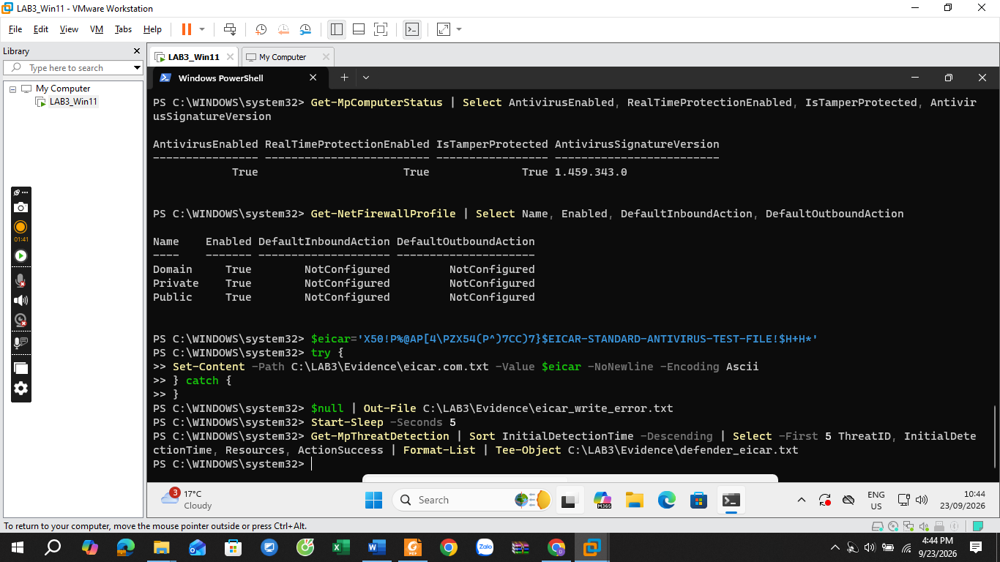 LAB3_Win11 - VMware Workstation
File Edit View VM Tabs Help
Library
Type here to search
My Computer
LAB3_Win11
LAB3_Win11
My Computer
Windows PowerShell
PS C:\WINDOWS\system32> Get-MpComputerStatus | Select AntivirusEnabled, RealTimeProtectionEnabled, IsTamperProtected, Antivir
usSignatureVersion
AntivirusEnabled RealTimeProtectionEnabled IsTamperProtected AntivirusSignatureVersion
---------------- ------------------------- ----------------- -------------------------
True True True 1.459.343.0
PS C:\WINDOWS\system32> Get-NetFirewallProfile | Select Name, Enabled, DefaultInboundAction, DefaultOutboundAction
Name Enabled DefaultInboundAction DefaultOutboundAction
---- ------- -------------------- ---------------------
Domain True NotConfigured NotConfigured
Private True NotConfigured NotConfigured
Public True NotConfigured NotConfigured
PS C:\WINDOWS\system32> $eicar='X50!P%@AP[4\PZX54(P^)7CC)7}$EICAR-STANDARD-ANTIVIRUS-TEST-FILE!$H+H*'
PS C:\WINDOWS\system32> try {
>> Set-Content -Path C:\LAB3\Evidence\eicar.com.txt -Value $eicar -NoNewline -Encoding Ascii
>> } catch {
>> }
PS C:\WINDOWS\system32> $null | Out-File C:\LAB3\Evidence\eicar_write_error.txt
PS C:\WINDOWS\system32> Start-Sleep -Seconds 5
PS C:\WINDOWS\system32> Get-MpThreatDetection | Sort InitialDetectionTime -Descending | Select -First 5 ThreatID, InitialDete
ctionTime, Resources, ActionSuccess | Format-List | Tee-Object C:\LAB3\Evidence\defender_eicar.txt
PS C:\WINDOWS\system32>
01:41
3
17°C
Cloudy
Search
M365
ENG
US
10:44
23/09/2026
To return to your computer, move the mouse pointer outside or press Ctrl+Alt.
Zalo
PDF
4:44 PM
9/23/2026